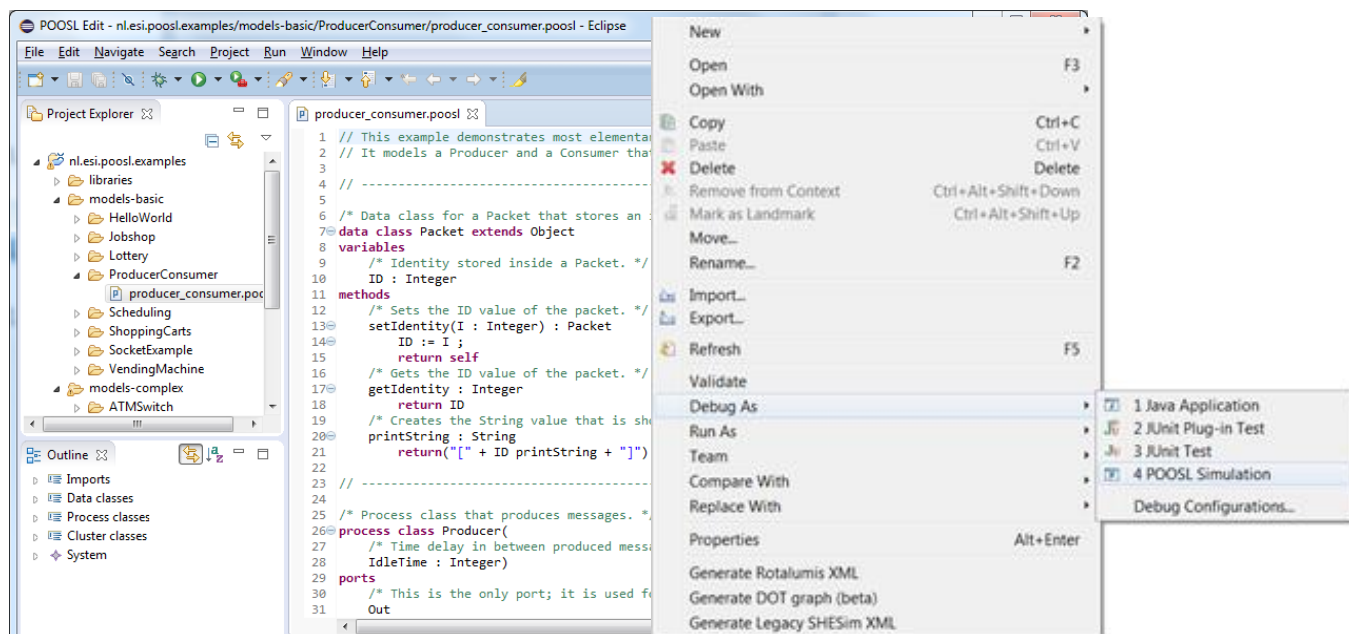 POOSL Edit - nl.esi.poosl.examples/models-basic/ProducerConsumer/producer_consumer.poosl - Eclipse
File Edit Navigate Search Project Run Window Help
Project Explorer
nl.esi.poosl.examples
libraries
models-basic
HelloWorld
Jobshop
Lottery
ProducerConsumer
producer_consumer.poo
Scheduling
ShoppingCarts
SocketExample
VendingMachine
models-complex
ATMSwitch
Outline
Imports
Data classes
Process classes
Cluster classes
System
producer_consumer.poosl
1 // This example demonstrates most elementa
2 // It models a Producer and a Consumer tha
3
4 // ----------------------------------------
5
6 /* Data class for a Packet that stores an
7 data class Packet extends Object
8 variables
9 /* Identity stored inside a Packet. */
10 ID : Integer
11 methods
12 /* Sets the ID value of the packet. */
13 setIdentity(I : Integer) : Packet
14 ID := I ;
15 return self
16 /* Gets the ID value of the packet. */
17 getIdentity : Integer
18 return ID
19 /* Creates the String value that is sh
20 printString : String
21 return("[" + ID printString + "]")
22
23 // ----------------------------------------
24
25 /* Process class that produces messages. *
26 process class Producer(
27 /* Time delay in between produced mess
28 IdleTime : Integer)
29 ports
30 /* This is the only port; it is used f
31 Out
New
Open F3
Open With
Copy Ctrl+C
Paste Ctrl+V
Delete Delete
Remove from Context Ctrl+Alt+Shift+Down
Mark as Landmark Ctrl+Alt+Shift+Up
Move...
Rename... F2
Import...
Export...
Refresh F5
Validate
Debug As
Run As
Team
Compare With
Replace With
Properties Alt+Enter
Generate Rotalumis XML
Generate DOT graph (beta)
Generate Legacy SHESim XML
1 Java Application
2 JUnit Plug-in Test
3 JUnit Test
4 POOSL Simulation
Debug Configurations...